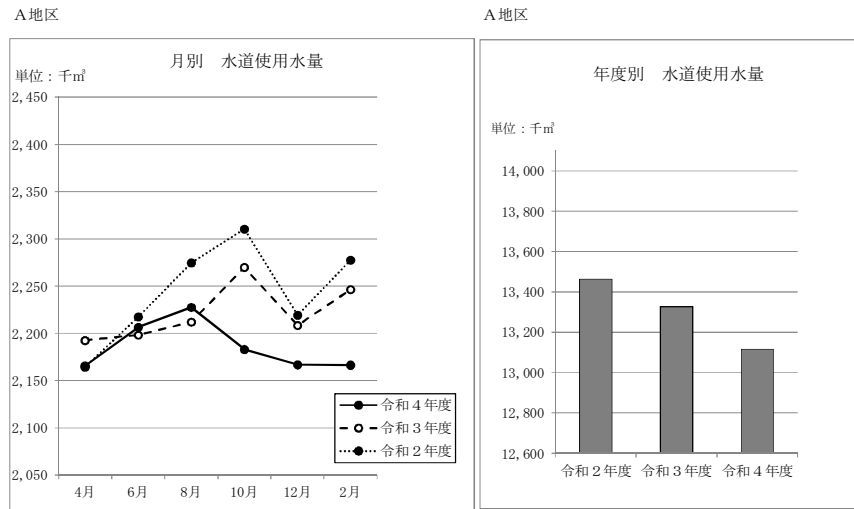 A地区
月別　水道使用水量
単位：千㎥
2,450
2,400
2,350
2,300
2,250
2,200
2,150
2,100
2,050
4月 6月 8月 10月 12月 2月
令和４年度
令和３年度
令和２年度
A地区
年度別　水道使用水量
単位：千㎥
14,000
13,800
13,600
13,400
13,200
13,000
12,800
12,600
令和２年度 令和３年度 令和４年度